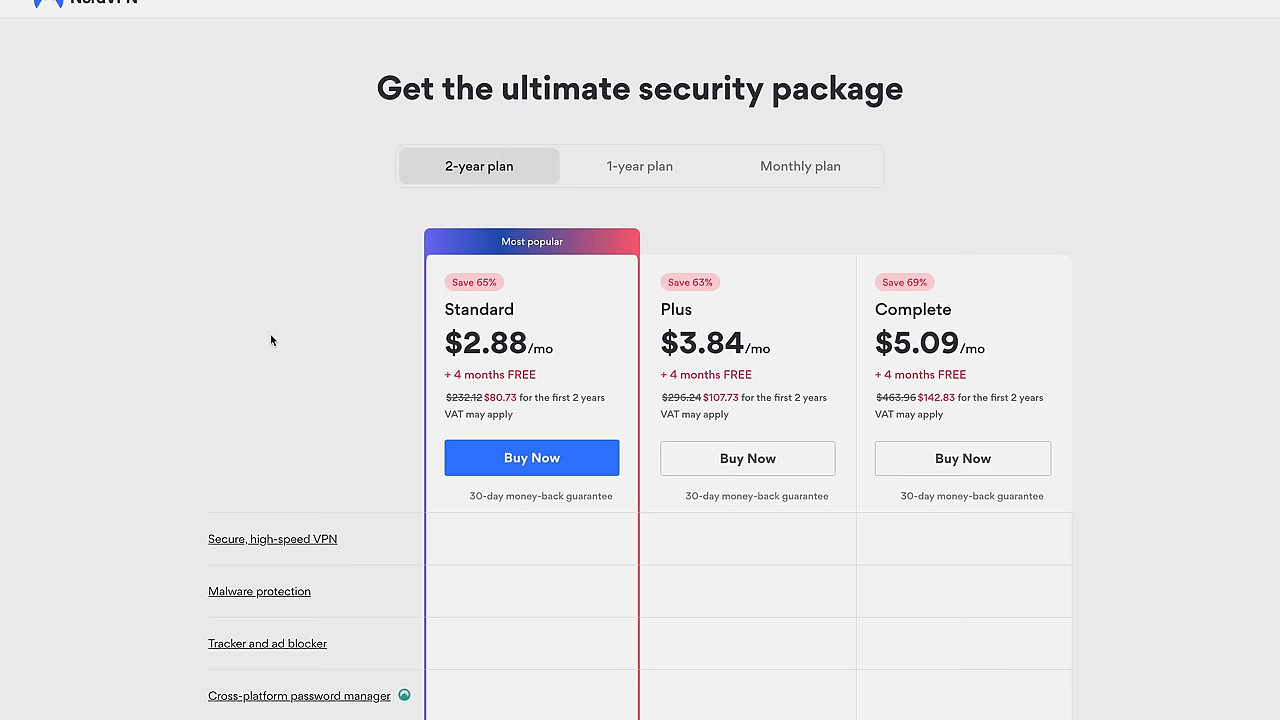 NordVPN
Get the ultimate security package
2-year plan
1-year plan
Monthly plan
Most popular
Save 65%
Standard
$2.88/mo
+ 4 months FREE
$232.12 $80.73 for the first 2 years
VAT may apply
Buy Now
30-day money-back guarantee
Save 63%
Plus
$3.84/mo
+ 4 months FREE
$296.24 $107.73 for the first 2 years
VAT may apply
Buy Now
30-day money-back guarantee
Save 69%
Complete
$5.09/mo
+ 4 months FREE
$463.96 $142.83 for the first 2 years
VAT may apply
Buy Now
30-day money-back guarantee
Secure, high-speed VPN
Malware protection
Tracker and ad blocker
Cross-platform password manager